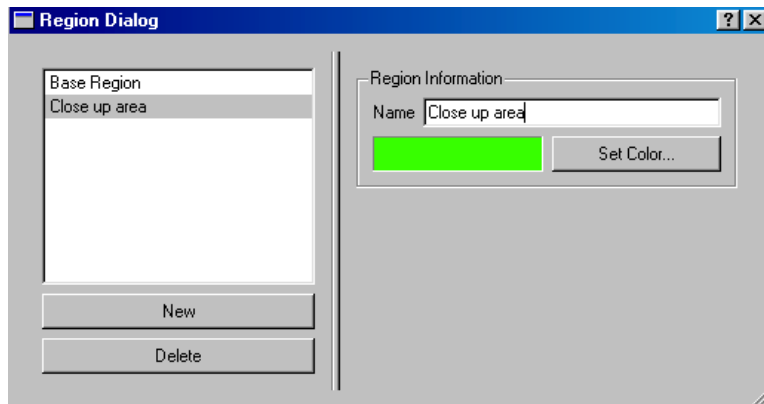 Region Dialog
Base Region
Close up area
New
Delete
Region Information
Name Close up area
Set Color...